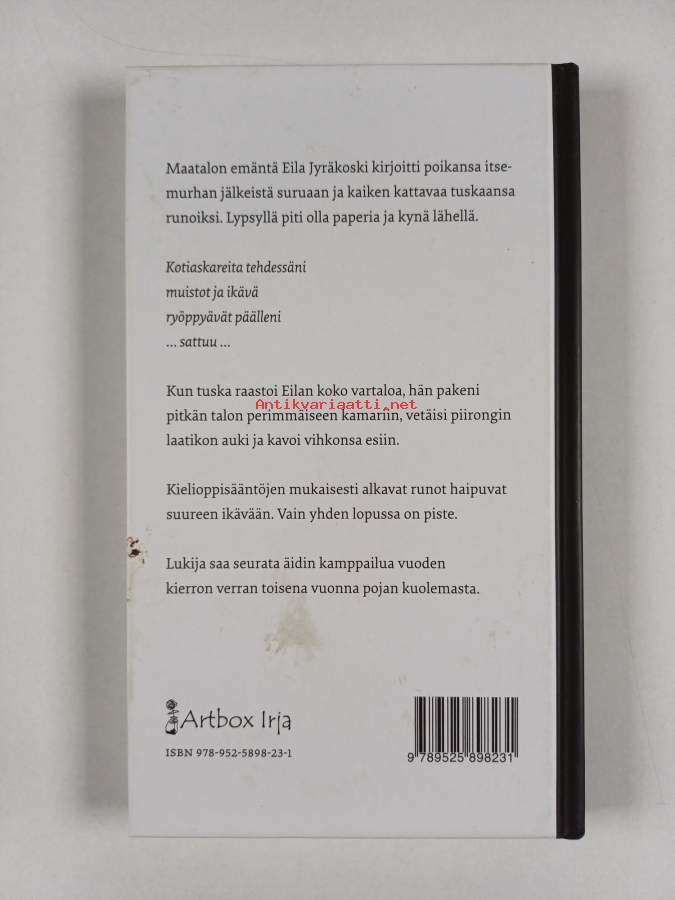 Maatalon emäntä Eila Jyräkoski kirjoitti poikansa itse-
murhan jälkeistä suruaan ja kaiken kattavaa tuskaansa
runoiksi. Lypsyllä piti olla paperia ja kynä lähellä.
Kotiaskareita tehdessäni
muistot ja ikävä
ryöppyävät päälleni
... sattuu ...
Kun tuska raastoi Eilan koko vartaloa, hän pakeni
Antikvariaatti.net
pitkän talon perimmäiseen kamariin, vetäisi piirongin
laatikon auki ja kavoi vihkonsa esiin.
Kielioppisääntöjen mukaisesti alkavat runot haipuvat
suureen ikävään. Vain yhden lopussa on piste.
Lukija saa seurata äidin kamppailua vuoden
kierron verran toisena vuonna pojan kuolemasta.
Artbox Irja
ISBN 978-952-5898-23-1
9 789525 898231